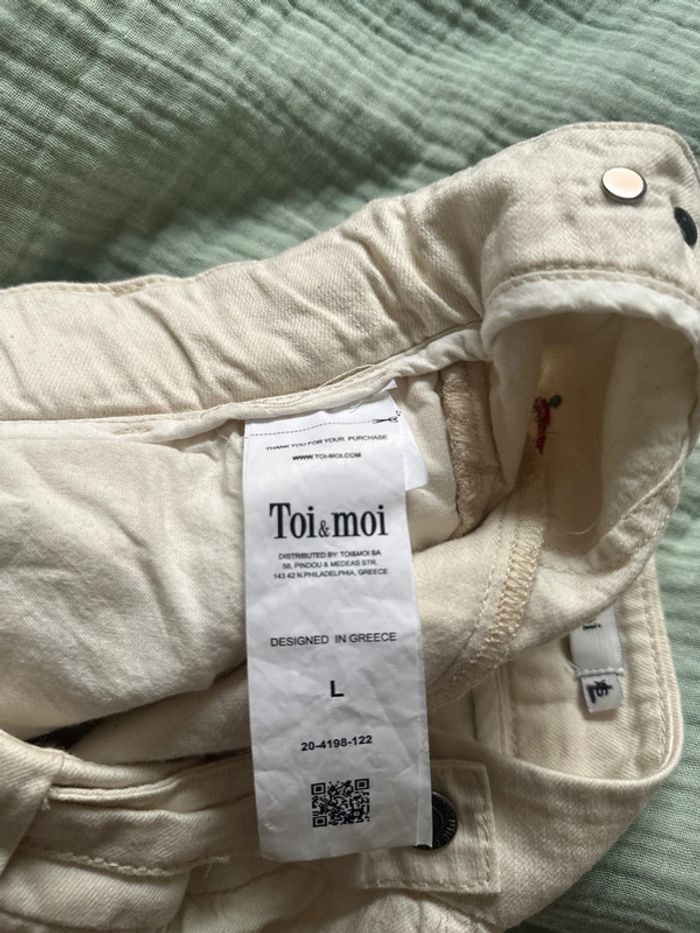 THANK YOU FOR YOUR PURCHASE
WWW.TOI-MOI.COM
Toi&moi
DISTRIBUTED BY: TOI&MOI SA
58, PINDOU & MEDEAS STR.
143 42 N.PHILADELPHIA, GREECE
DESIGNED IN GREECE
L
20-4198-122